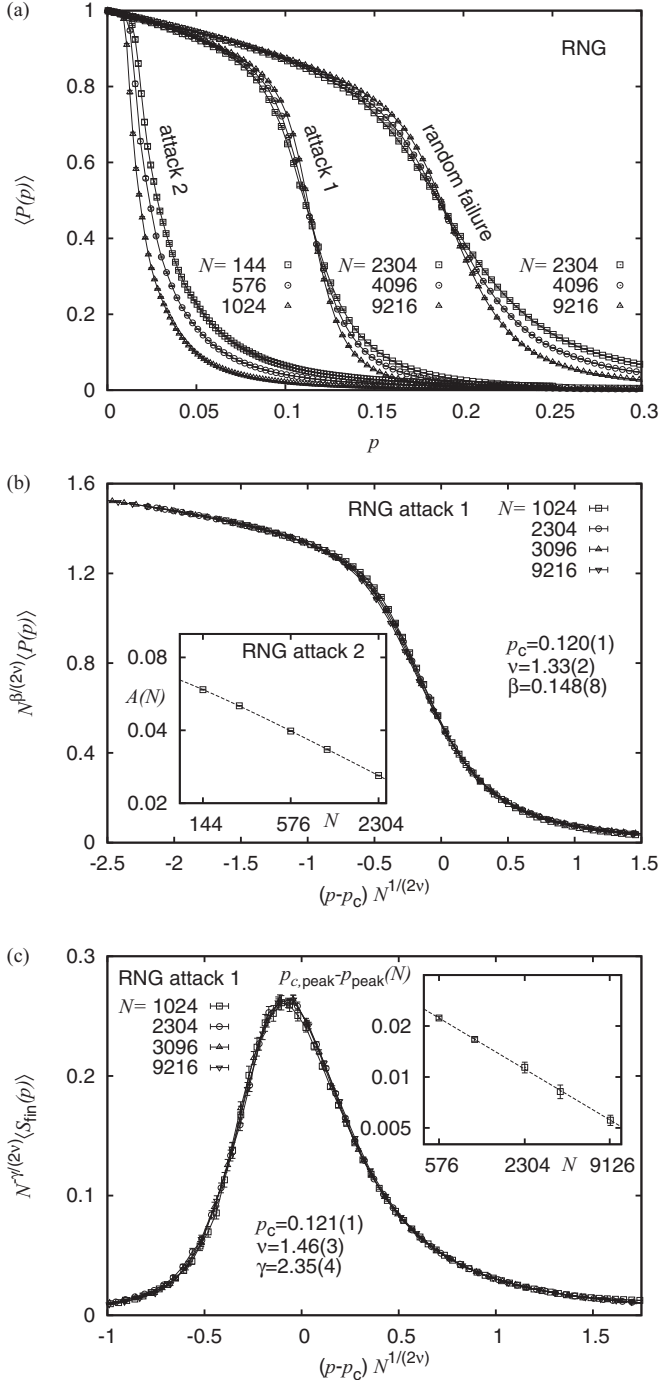 (a)
1
0.8
0.6
0.4
0.2
0
⟨P(p)⟩
RNG
attack 2
attack 1
random failure
N= 144
576
1024
N= 2304
4096
9216
N= 2304
4096
9216
0 0.05 0.1 0.15 0.2 0.25 0.3
p
(b)
1.6
1.2
0.8
0.4
0
N^β/(2ν)⟨P(p)⟩
RNG attack 1
N= 1024
2304
3096
9216
p_c=0.120(1)
ν=1.33(2)
β=0.148(8)
RNG attack 2
0.08
A(N)
0.04
0.02
144 576 N 2304
-2.5 -2 -1.5 -1 -0.5 0 0.5 1 1.5
(p-p_c) N^1/(2ν)
(c)
0.3
0.2
0.1
0
N^-γ/(2ν)⟨S_fin(p)⟩
RNG attack 1
N= 1024
2304
3096
9216
p_c,peak-p_peak(N)
0.02
0.01
0.005
576 2304 N 9126
p_c=0.121(1)
ν=1.46(3)
γ=2.35(4)
-1 -0.5 0 0.5 1 1.5
(p-p_c) N^1/(2ν)